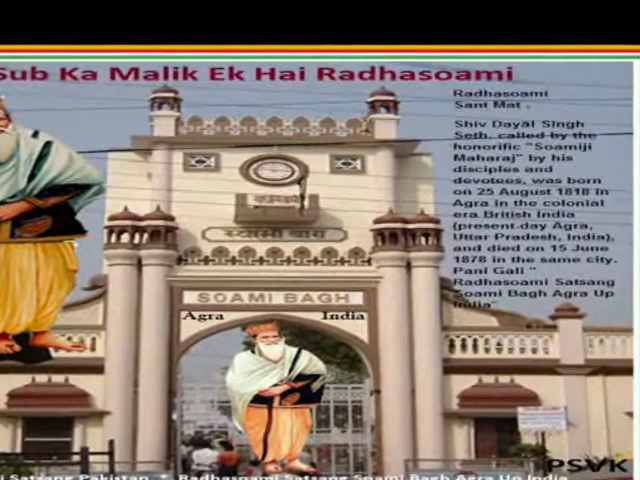 Sub Ka Malik Ek Hai Radhasoami
Radhasoami
Sant Mat .
Shiv Dayal Singh
Seth, called by the
honorific "Soamiji
Maharaj" by his
disciples and
devotees, was born
on 25 August 1818 in
Agra in the colonial
era British India
(present-day Agra,
Uttar Pradesh, India),
and died on 15 June
1878 in the same city.
Pani Gali "
Radhasoami Satsang
Soami Bagh Agra Up
India"
राधास्वामी
स्वामी बाग
SOAMI BAGH
Agra India
PSVK
Satsang Pakistan * Radhasoami Satsang Soami Bagh Agra Up India